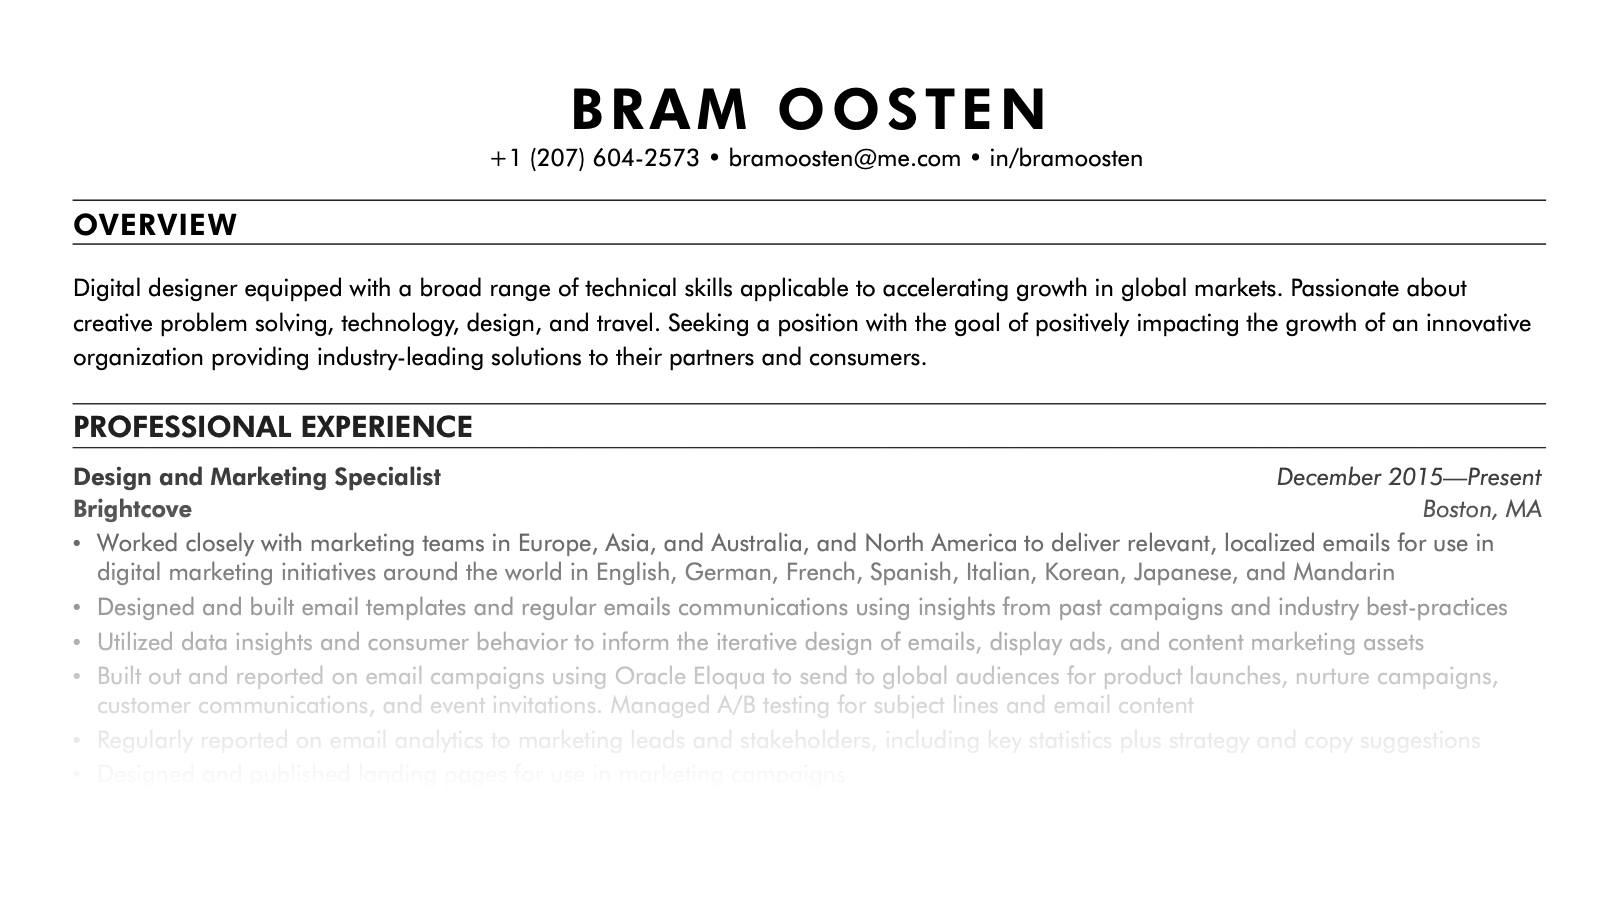 BRAM OOSTEN
+1 (207) 604-2573 • bramoosten@me.com • in/bramoosten
OVERVIEW
Digital designer equipped with a broad range of technical skills applicable to accelerating growth in global markets. Passionate about
creative problem solving, technology, design, and travel. Seeking a position with the goal of positively impacting the growth of an innovative
organization providing industry-leading solutions to their partners and consumers.
PROFESSIONAL EXPERIENCE
Design and Marketing Specialist December 2015—Present
Brightcove Boston, MA
• Worked closely with marketing teams in Europe, Asia, and Australia, and North America to deliver relevant, localized emails for use in
digital marketing initiatives around the world in English, German, French, Spanish, Italian, Korean, Japanese, and Mandarin
• Designed and built email templates and regular emails communications using insights from past campaigns and industry best-practices
• Utilized data insights and consumer behavior to inform the iterative design of emails, display ads, and content marketing assets
• Built out and reported on email campaigns using Oracle Eloqua to send to global audiences for product launches, nurture campaigns,
customer communications, and event invitations. Managed A/B testing for subject lines and email content
• Regularly reported on email analytics to marketing leads and stakeholders, including key statistics plus strategy and copy suggestions
• Designed and published landing pages for use in marketing campaigns